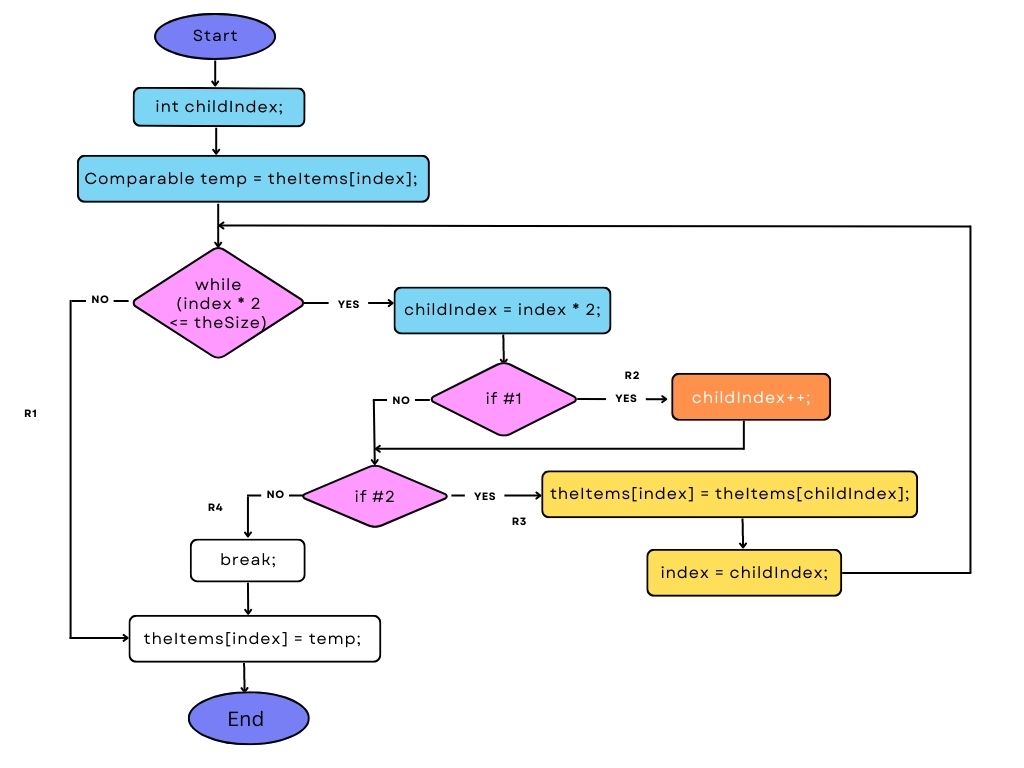 Start
int childIndex;
Comparable temp = theItems[index];
while
(index * 2
<= theSize)
NO
YES
childIndex = index * 2;
R1
if #1
NO
R2
YES
childIndex++;
if #2
NO
R4
YES
R3
theItems[index] = theItems[childIndex];
break;
index = childIndex;
theItems[index] = temp;
End